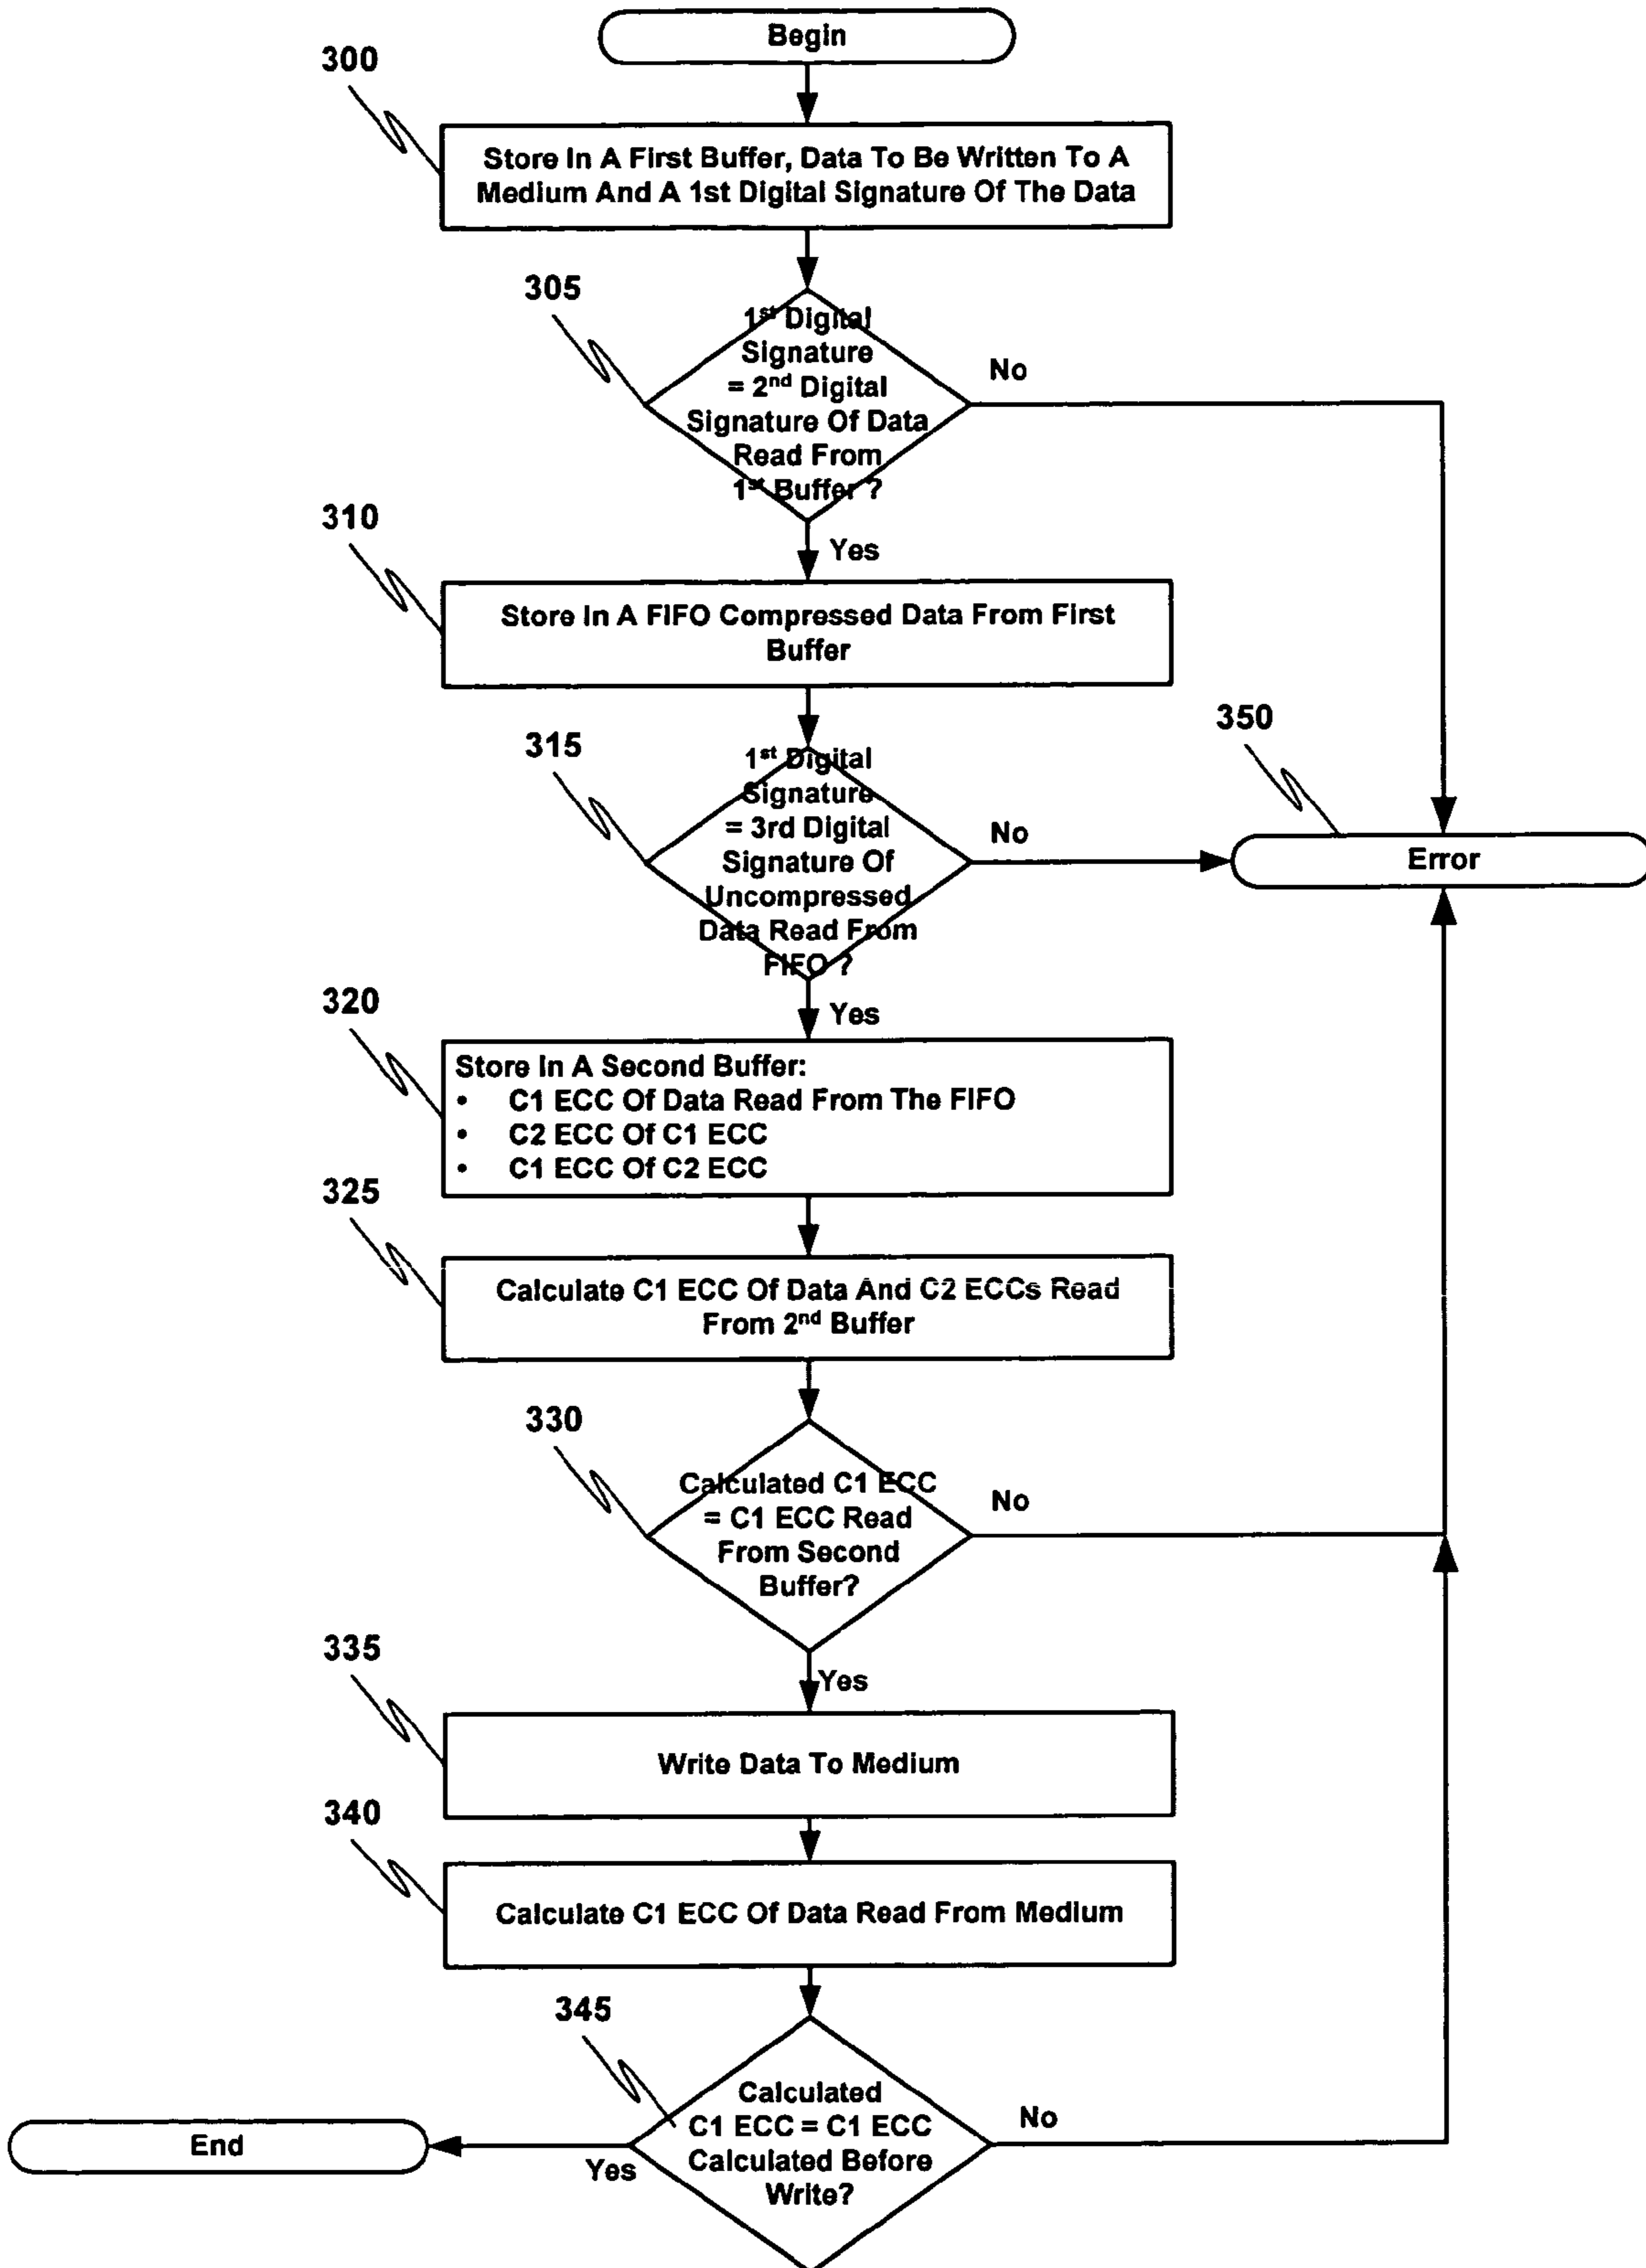 Begin
300
Store In A First Buffer, Data To Be Written To A
Medium And A 1st Digital Signature Of The Data
305
1st Digital
Signature
= 2nd Digital
Signature Of Data
Read From
1st Buffer ?
No
Yes
310
Store In A FIFO Compressed Data From First
Buffer
315
1st Digital
Signature
= 3rd Digital
Signature Of
Uncompressed
Data Read From
FIFO ?
No
350
Error
Yes
320
Store In A Second Buffer:
• C1 ECC Of Data Read From The FIFO
• C2 ECC Of C1 ECC
• C1 ECC Of C2 ECC
325
Calculate C1 ECC Of Data And C2 ECCs Read
From 2nd Buffer
330
Calculated C1 ECC
= C1 ECC Read
From Second
Buffer?
No
Yes
335
Write Data To Medium
340
Calculate C1 ECC Of Data Read From Medium
345
Calculated
C1 ECC = C1 ECC
Calculated Before
Write?
No
Yes
End